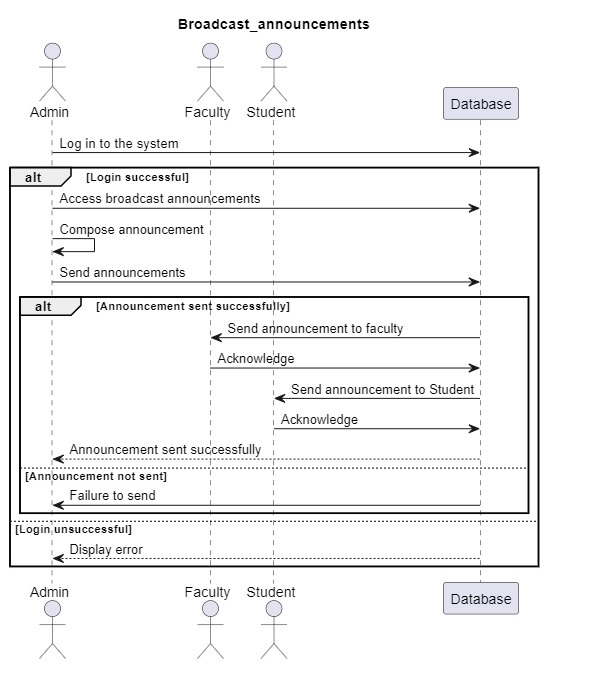 Broadcast_announcements
Admin
Faculty
Student
Database
Log in to the system
alt
[Login successful]
Access broadcast announcements
Compose announcement
Send announcements
alt
[Announcement sent successfully]
Send announcement to faculty
Acknowledge
Send announcement to Student
Acknowledge
Announcement sent successfully
[Announcement not sent]
Failure to send
[Login unsuccessful]
Display error
Admin
Faculty
Student
Database